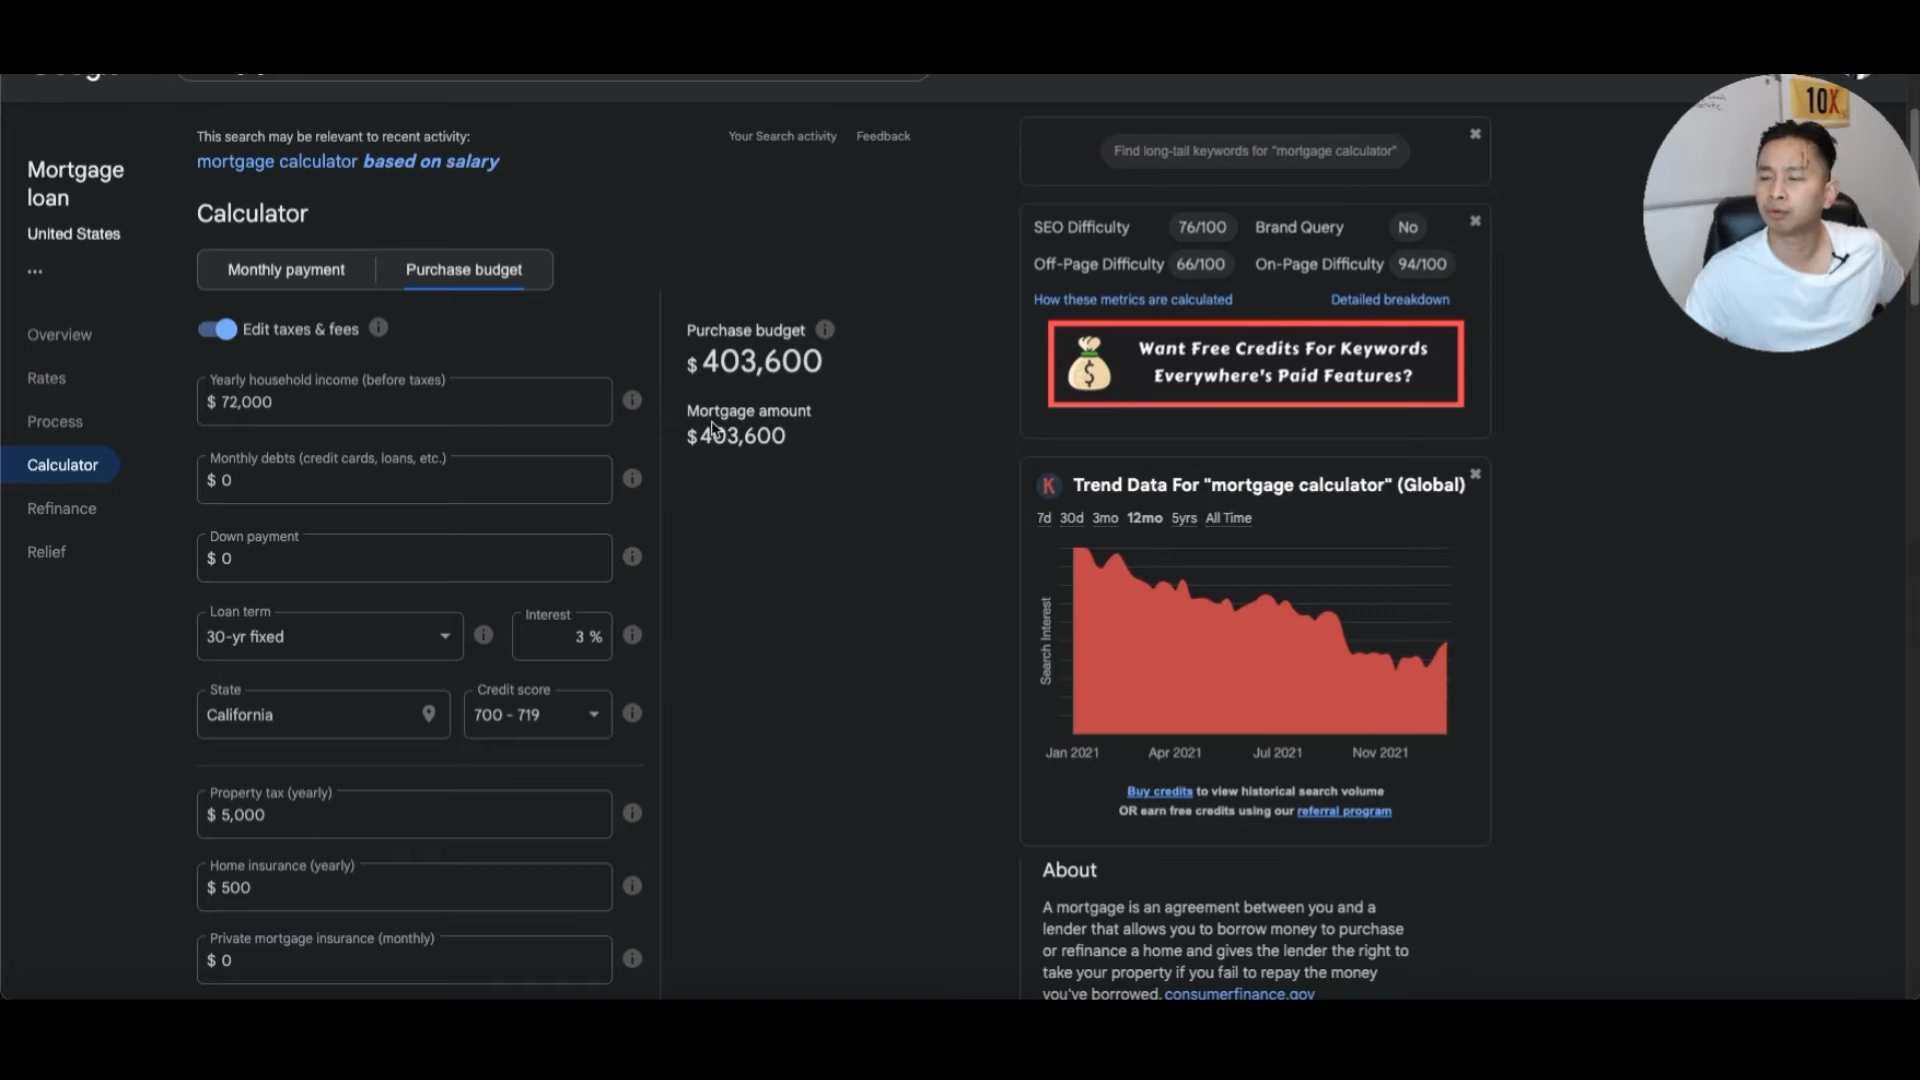 This search may be relevant to recent activity:
Your Search activity
Feedback
mortgage calculator based on salary
Mortgage
loan
United States
...
Overview
Rates
Process
Calculator
Refinance
Relief
Calculator
Monthly payment
Purchase budget
Edit taxes & fees
Yearly household income (before taxes)
$ 72,000
Monthly debts (credit cards, loans, etc.)
$ 0
Down payment
$ 0
Loan term
30-yr fixed
Interest
3 %
State
California
Credit score
700 - 719
Property tax (yearly)
$ 5,000
Home insurance (yearly)
$ 500
Private mortgage insurance (monthly)
$ 0
Purchase budget
$ 403,600
Mortgage amount
$403,600
Find long-tail keywords for "mortgage calculator"
SEO Difficulty 76/100 Brand Query No
Off-Page Difficulty 66/100 On-Page Difficulty 94/100
How these metrics are calculated
Detailed breakdown
$
Want Free Credits For Keywords
Everywhere's Paid Features?
K
Trend Data For "mortgage calculator" (Global)
7d 30d 3mo 12mo 5yrs All Time
Search Interest
Jan 2021 Apr 2021 Jul 2021 Nov 2021
Buy credits to view historical search volume
OR earn free credits using our referral program
About
A mortgage is an agreement between you and a
lender that allows you to borrow money to purchase
or refinance a home and gives the lender the right to
take your property if you fail to repay the money
you've borrowed. consumerfinance.gov
10X